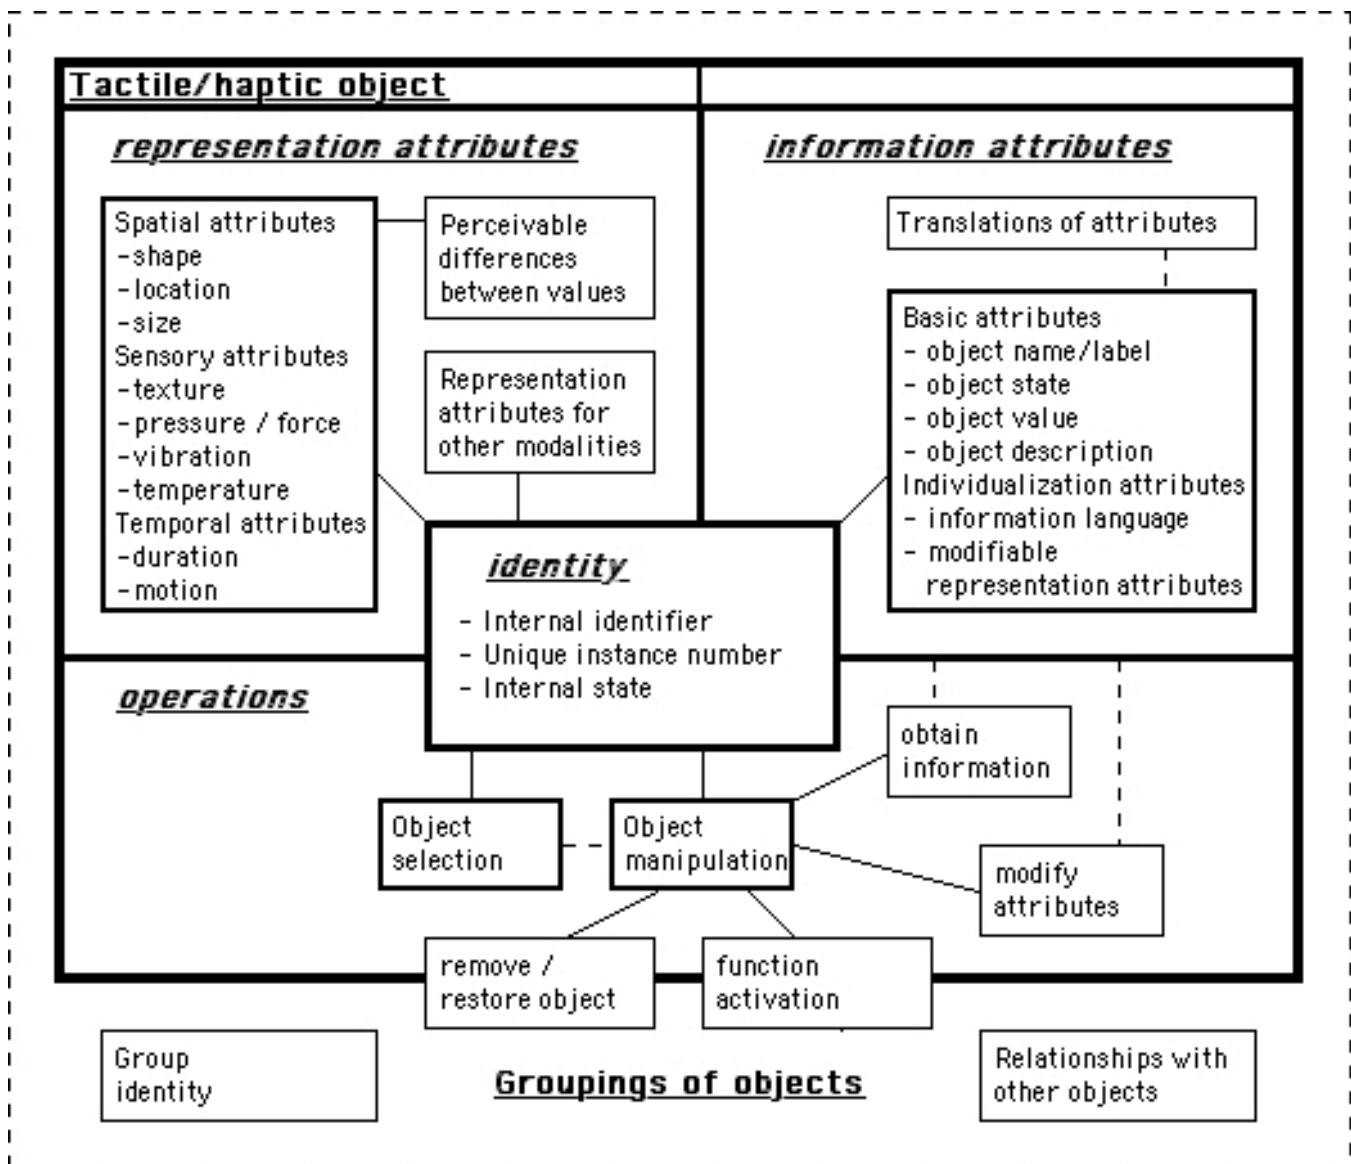 Tactile/haptic object
representation attributes
Spatial attributes
-shape
-location
-size
Sensory attributes
-texture
-pressure / force
-vibration
-temperature
Temporal attributes
-duration
-motion
Perceivable
differences
between values
Representation
attributes for
other modalities
information attributes
Translations of attributes
Basic attributes
- object name/label
- object state
- object value
- object description
Individualization attributes
- information language
- modifiable
representation attributes
identity
- Internal identifier
- Unique instance number
- Internal state
operations
Object
selection
Object
manipulation
obtain
information
modify
attributes
remove /
restore object
function
activation
Group
identity
Groupings of objects
Relationships with
other objects